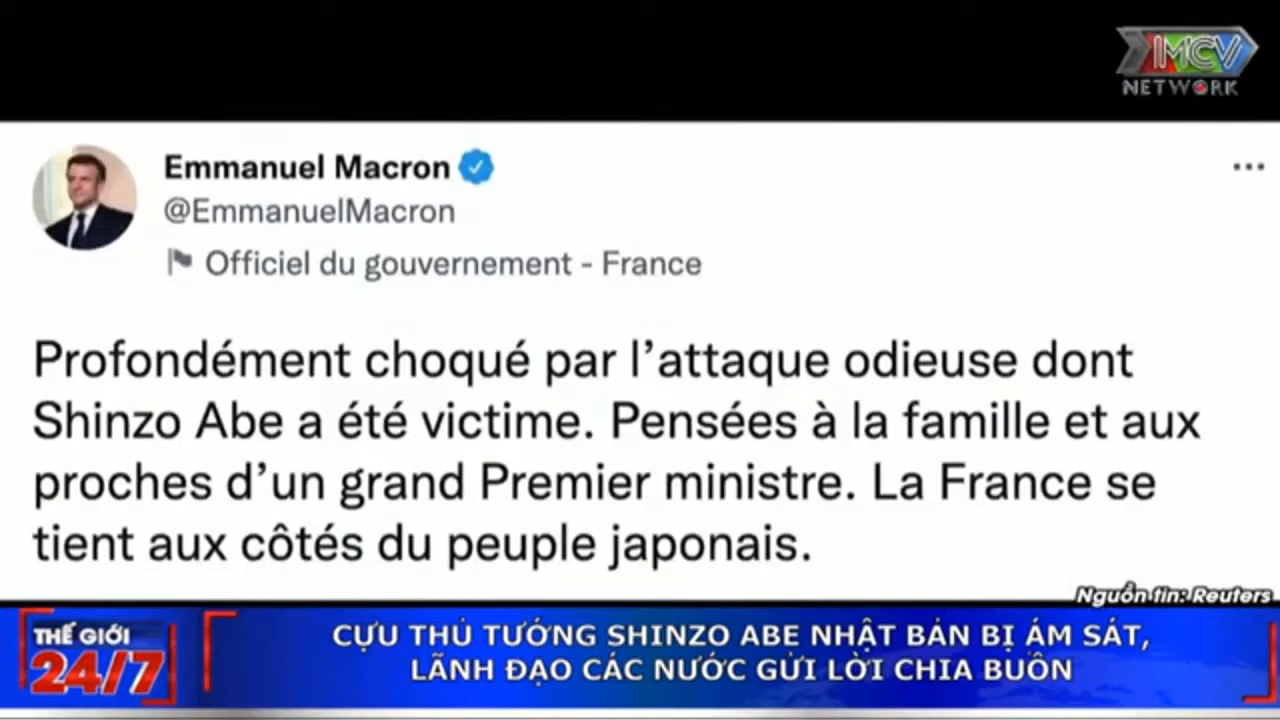 IMCV
NETWORK
Emmanuel Macron
@EmmanuelMacron
Officiel du gouvernement - France
Profondément choqué par l’attaque odieuse dont
Shinzo Abe a été victime. Pensées à la famille et aux
proches d’un grand Premier ministre. La France se
tient aux côtés du peuple japonais.
Nguồn tin: Reuters
THẾ GIỚI
24/7
CỰU THỦ TƯỚNG SHINZO ABE NHẬT BẢN BỊ ÁM SÁT,
LÃNH ĐẠO CÁC NƯỚC GỬI LỜI CHIA BUỒN